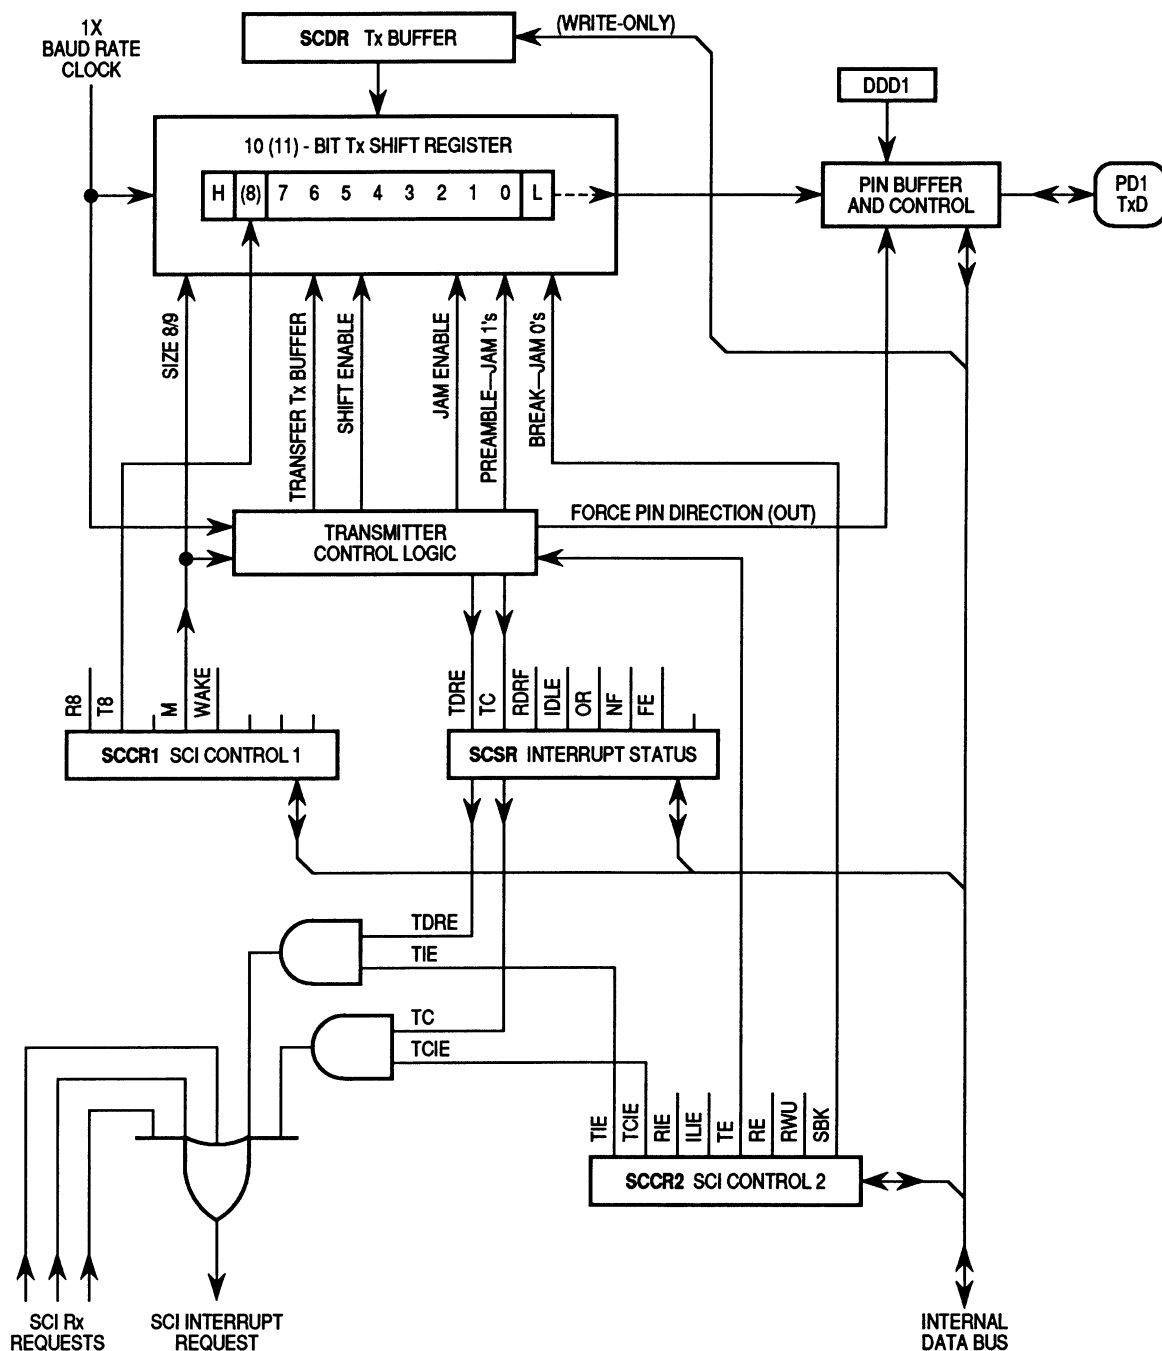 1X
BAUD RATE
CLOCK
SCDR Tx BUFFER
(WRITE-ONLY)
DDD1
10 (11) - BIT Tx SHIFT REGISTER
H (8) 7 6 5 4 3 2 1 0 L
PIN BUFFER
AND CONTROL
PD1
TxD
SIZE 8/9
TRANSFER Tx BUFFER
SHIFT ENABLE
JAM ENABLE
PREAMBLE—JAM 1's
BREAK—JAM 0's
TRANSMITTER
CONTROL LOGIC
FORCE PIN DIRECTION (OUT)
R8
T8
M
WAKE
SCCR1 SCI CONTROL 1
TDRE
TC
RDRF
IDLE
OR
NF
FE
SCSR INTERRUPT STATUS
TDRE
TIE
TC
TCIE
TIE
TCIE
RIE
ILIE
TE
RE
RWU
SBK
SCCR2 SCI CONTROL 2
SCI Rx
REQUESTS
SCI INTERRUPT
REQUEST
INTERNAL
DATA BUS